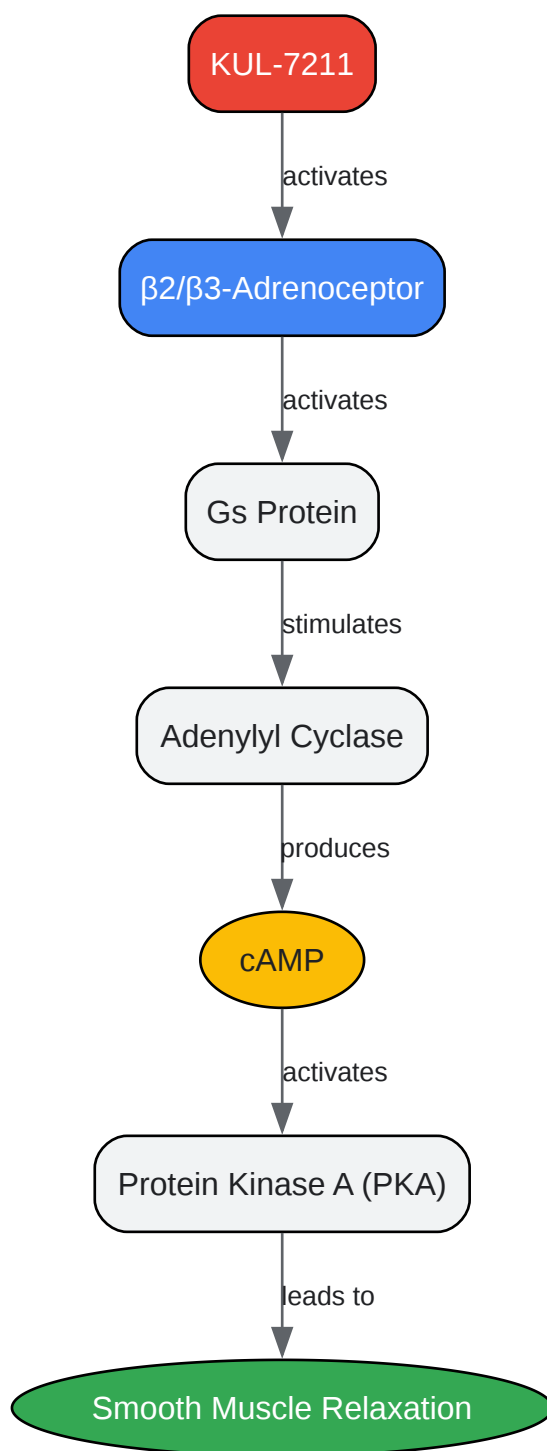 KUL-7211
activates
β2/β3-Adrenoceptor
activates
Gs Protein
stimulates
Adenylyl Cyclase
produces
cAMP
activates
Protein Kinase A (PKA)
leads to
Smooth Muscle Relaxation